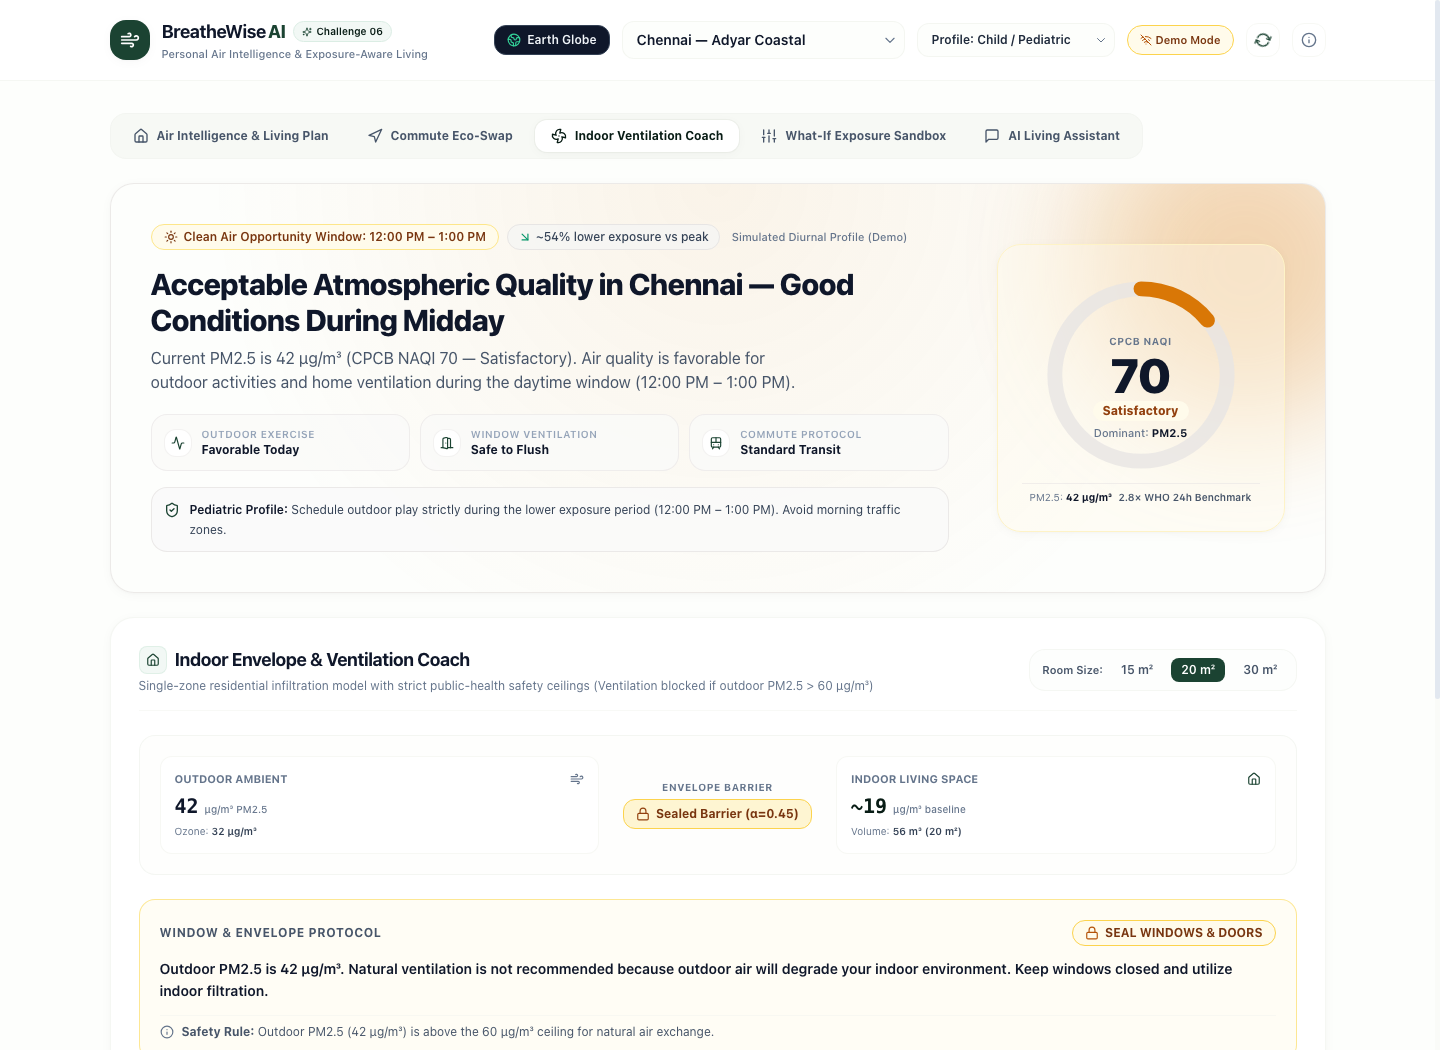 BreatheWise AI
Challenge 06
Personal Air Intelligence & Exposure-Aware Living
Earth Globe
Chennai — Adyar Coastal
Profile: Child / Pediatric
Demo Mode
Air Intelligence & Living Plan
Commute Eco-Swap
Indoor Ventilation Coach
What-If Exposure Sandbox
AI Living Assistant
Clean Air Opportunity Window: 12:00 PM – 1:00 PM
~54% lower exposure vs peak
Simulated Diurnal Profile (Demo)
Acceptable Atmospheric Quality in Chennai — Good
Conditions During Midday
Current PM2.5 is 42 µg/m³ (CPCB NAQI 70 — Satisfactory). Air quality is favorable for
outdoor activities and home ventilation during the daytime window (12:00 PM – 1:00 PM).
OUTDOOR EXERCISE
Favorable Today
WINDOW VENTILATION
Safe to Flush
COMMUTE PROTOCOL
Standard Transit
Pediatric Profile: Schedule outdoor play strictly during the lower exposure period (12:00 PM – 1:00 PM). Avoid morning traffic
zones.
CPCB NAQI
70
Satisfactory
Dominant: PM2.5
PM2.5: 42 µg/m³ 2.8× WHO 24h Benchmark
Indoor Envelope & Ventilation Coach
Single-zone residential infiltration model with strict public-health safety ceilings (Ventilation blocked if outdoor PM2.5 > 60 µg/m³)
Room Size: 15 m² 20 m² 30 m²
OUTDOOR AMBIENT
42 µg/m³ PM2.5
Ozone: 32 µg/m³
ENVELOPE BARRIER
Sealed Barrier (α=0.45)
INDOOR LIVING SPACE
~19 µg/m³ baseline
Volume: 56 m³ (20 m²)
WINDOW & ENVELOPE PROTOCOL
SEAL WINDOWS & DOORS
Outdoor PM2.5 is 42 µg/m³. Natural ventilation is not recommended because outdoor air will degrade your indoor environment. Keep windows closed and utilize
indoor filtration.
Safety Rule: Outdoor PM2.5 (42 µg/m³) is above the 60 µg/m³ ceiling for natural air exchange.